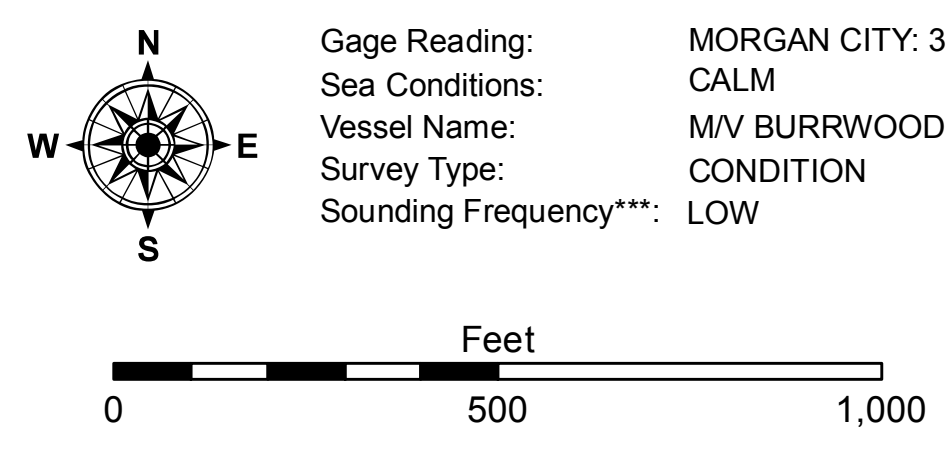 N
W E
S
Gage Reading: MORGAN CITY: 3
Sea Conditions: CALM
Vessel Name: M/V BURRWOOD
Survey Type: CONDITION
Sounding Frequency***: LOW
Feet
0 500 1,000